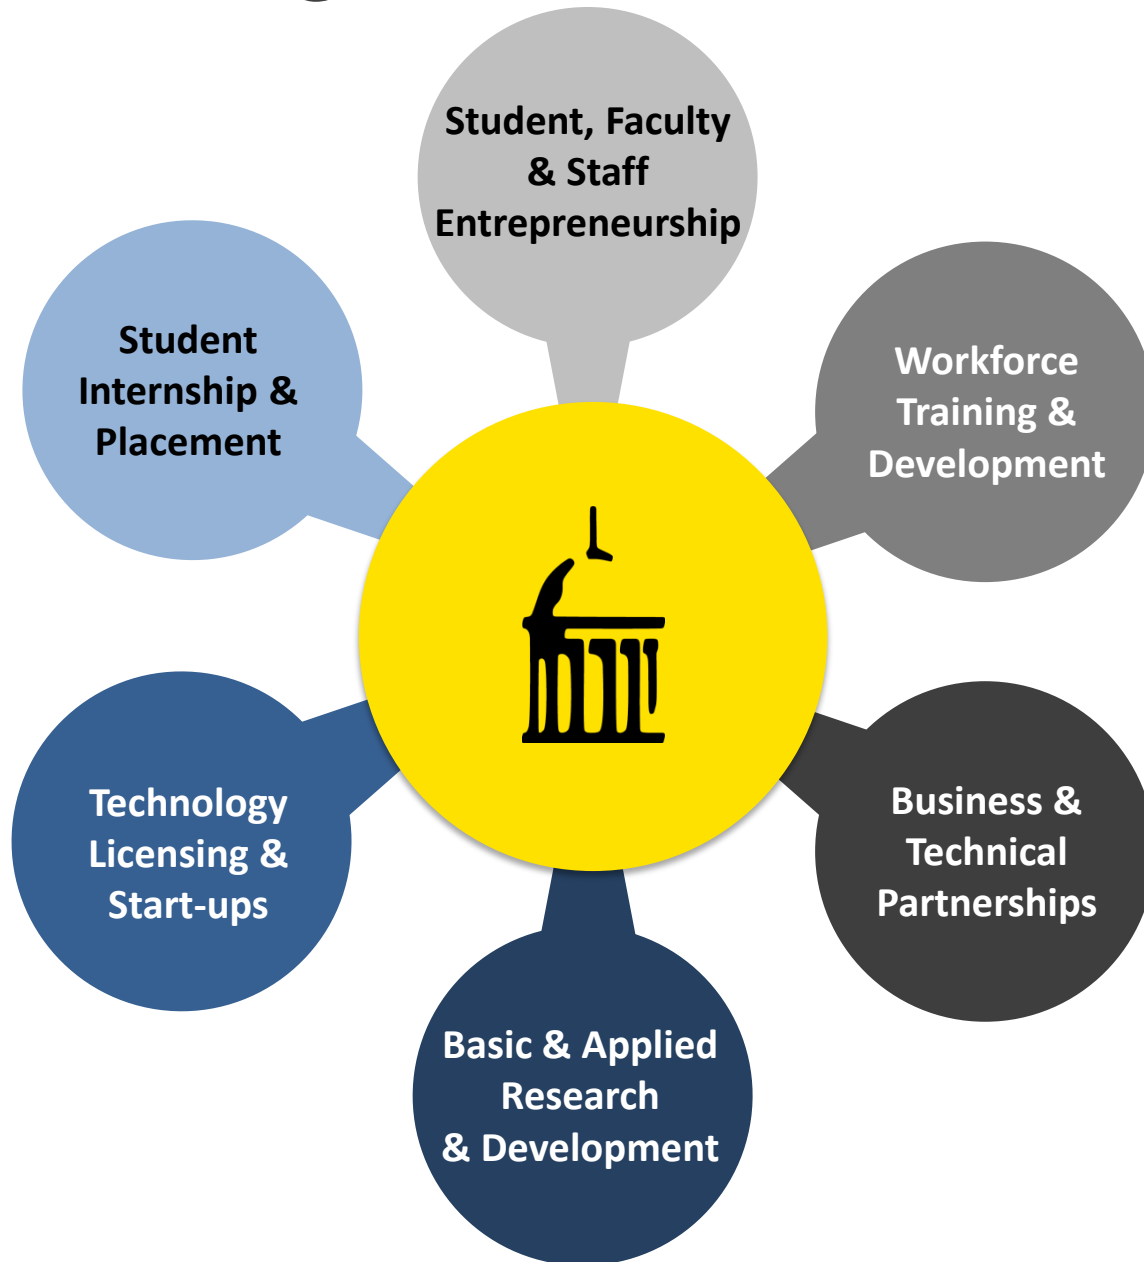 Student, Faculty
& Staff
Entrepreneurship
Student
Internship &
Placement
Workforce
Training &
Development
Technology
Licensing &
Start-ups
Business &
Technical
Partnerships
Basic & Applied
Research
& Development